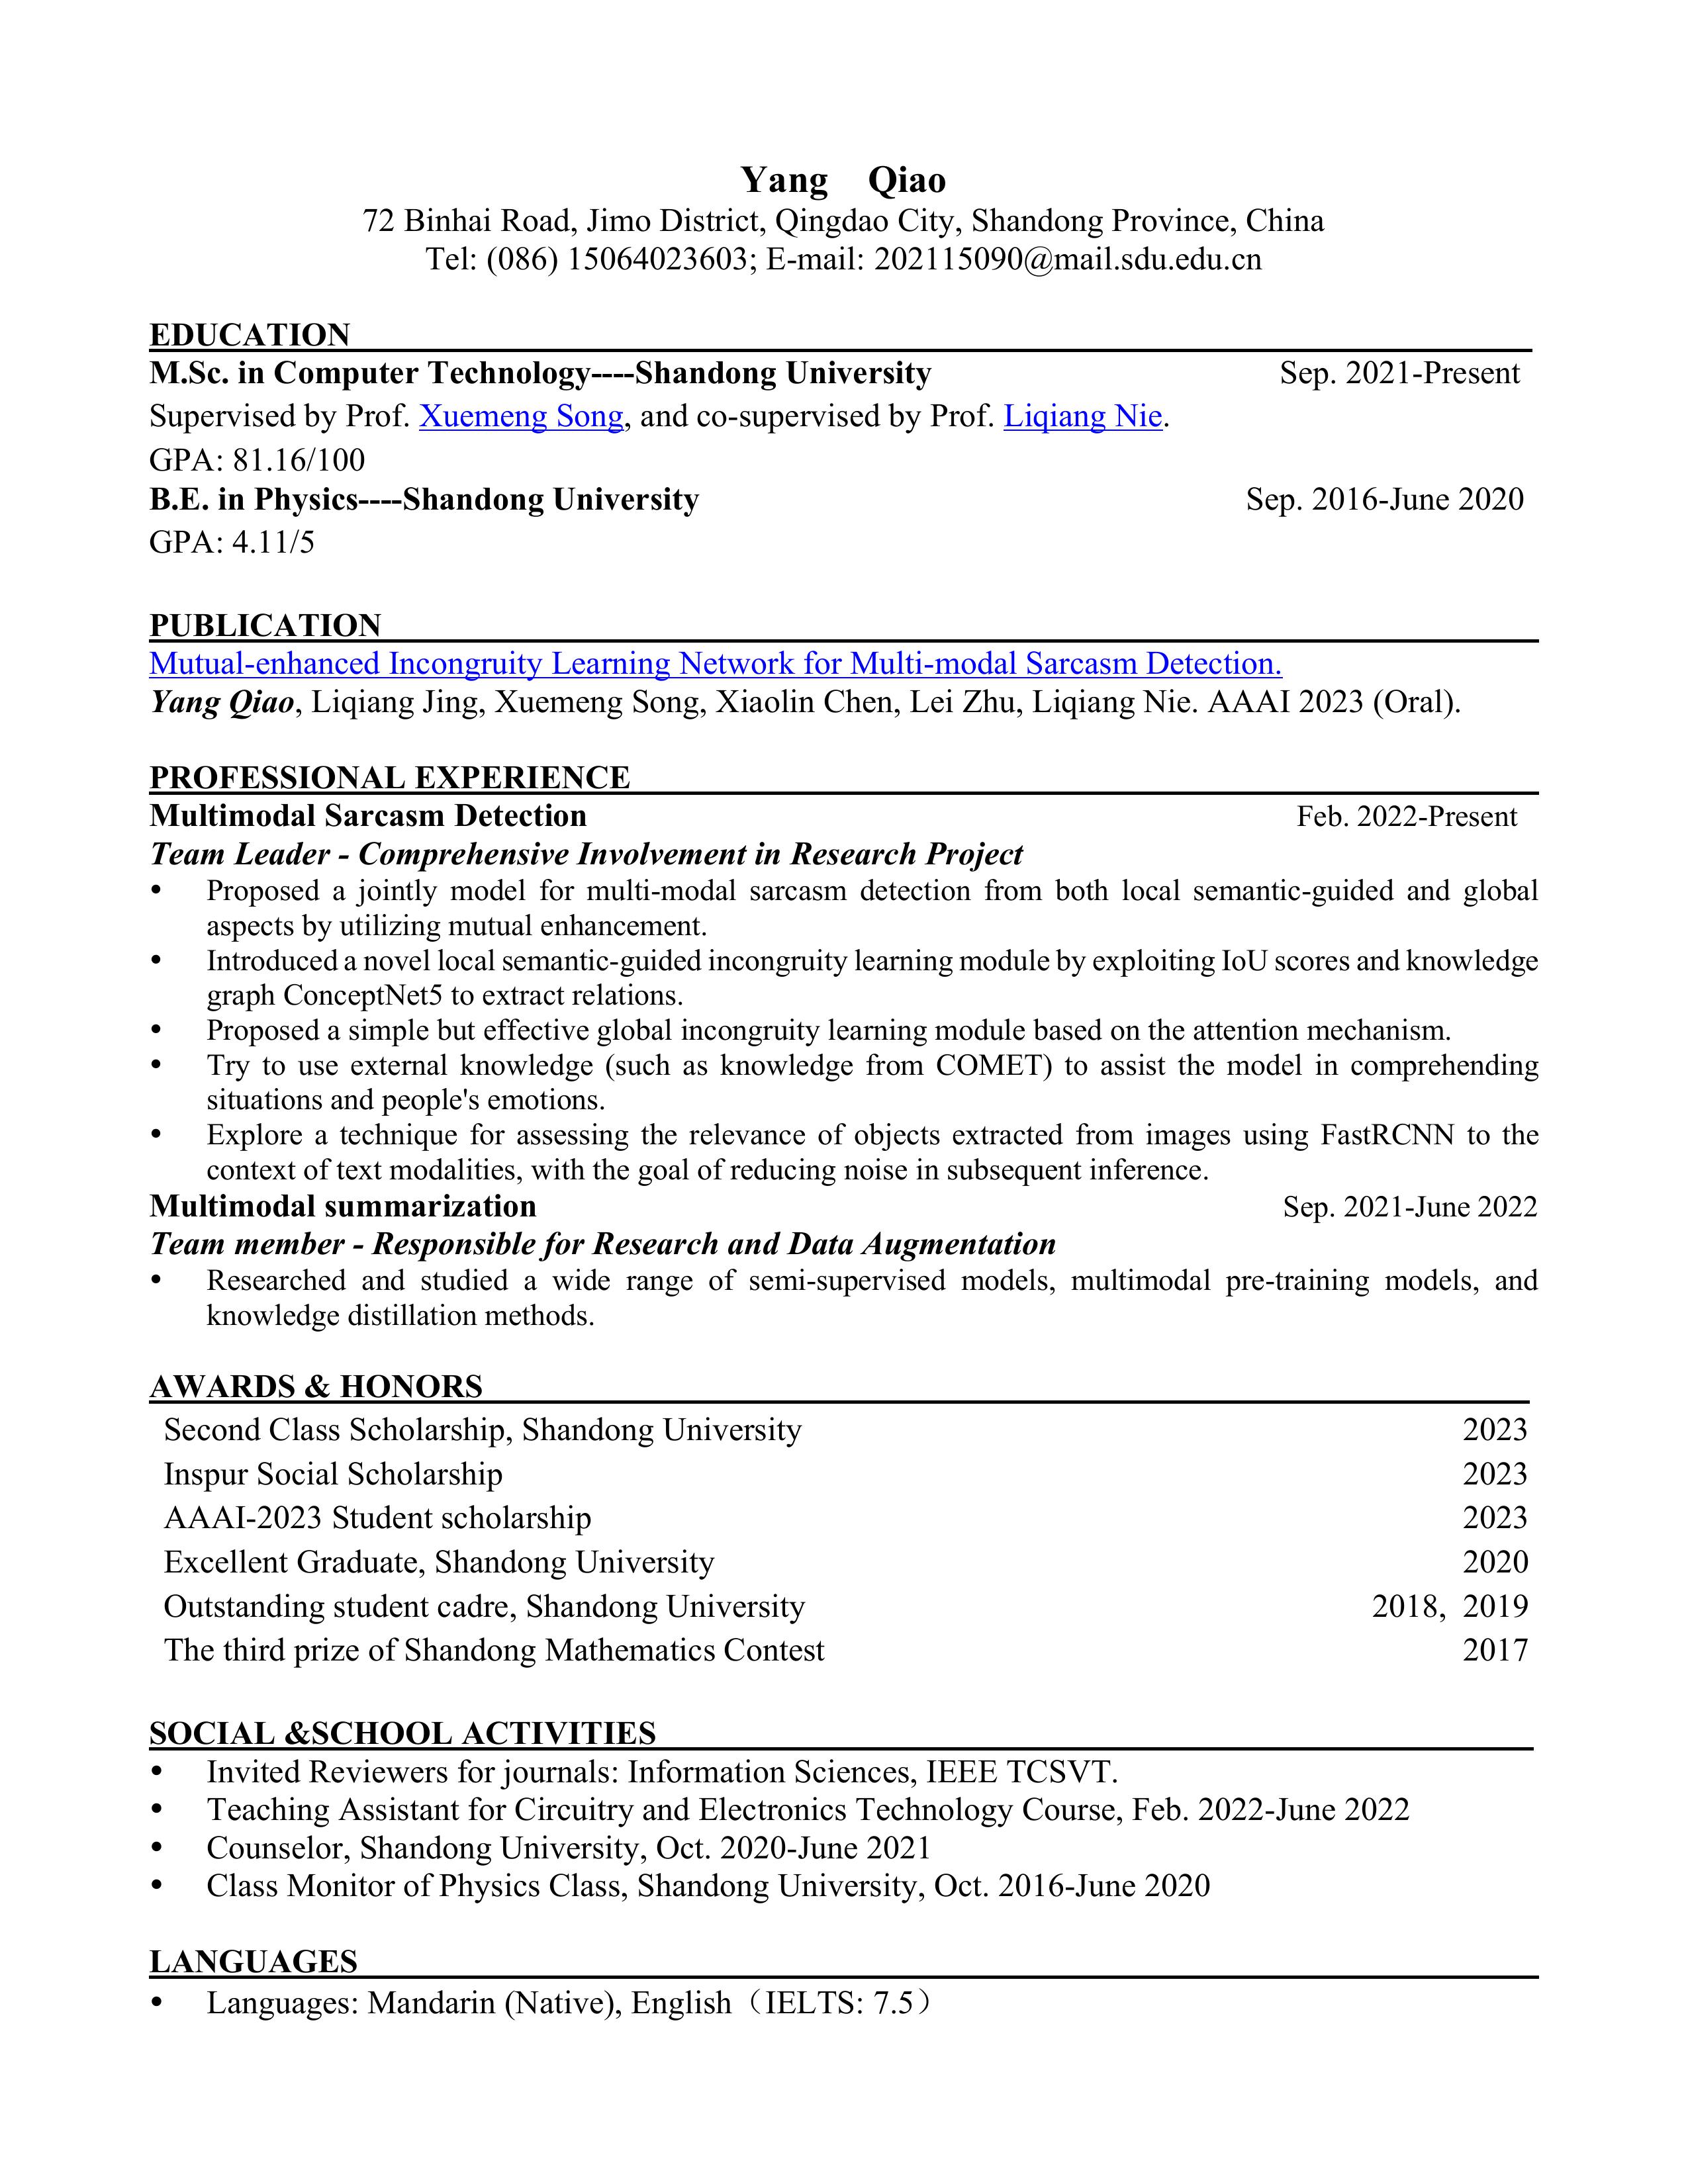 Yang Qiao
72 Binhai Road, Jimo District, Qingdao City, Shandong Province, China
Tel: (086) 15064023603; E-mail: 202115090@mail.sdu.edu.cn
EDUCATION
M.Sc. in Computer Technology----Shandong University Sep. 2021-Present
Supervised by Prof. Xuemeng Song, and co-supervised by Prof. Liqiang Nie.
GPA: 81.16/100
B.E. in Physics----Shandong University Sep. 2016-June 2020
GPA: 4.11/5
PUBLICATION
Mutual-enhanced Incongruity Learning Network for Multi-modal Sarcasm Detection.
Yang Qiao, Liqiang Jing, Xuemeng Song, Xiaolin Chen, Lei Zhu, Liqiang Nie. AAAI 2023 (Oral).
PROFESSIONAL EXPERIENCE
Multimodal Sarcasm Detection Feb. 2022-Present
Team Leader - Comprehensive Involvement in Research Project
• Proposed a jointly model for multi-modal sarcasm detection from both local semantic-guided and global
aspects by utilizing mutual enhancement.
• Introduced a novel local semantic-guided incongruity learning module by exploiting IoU scores and knowledge
graph ConceptNet5 to extract relations.
• Proposed a simple but effective global incongruity learning module based on the attention mechanism.
• Try to use external knowledge (such as knowledge from COMET) to assist the model in comprehending
situations and people's emotions.
• Explore a technique for assessing the relevance of objects extracted from images using FastRCNN to the
context of text modalities, with the goal of reducing noise in subsequent inference.
Multimodal summarization Sep. 2021-June 2022
Team member - Responsible for Research and Data Augmentation
• Researched and studied a wide range of semi-supervised models, multimodal pre-training models, and
knowledge distillation methods.
AWARDS & HONORS
Second Class Scholarship, Shandong University 2023
Inspur Social Scholarship 2023
AAAI-2023 Student scholarship 2023
Excellent Graduate, Shandong University 2020
Outstanding student cadre, Shandong University 2018, 2019
The third prize of Shandong Mathematics Contest 2017
SOCIAL &SCHOOL ACTIVITIES
• Invited Reviewers for journals: Information Sciences, IEEE TCSVT.
• Teaching Assistant for Circuitry and Electronics Technology Course, Feb. 2022-June 2022
• Counselor, Shandong University, Oct. 2020-June 2021
• Class Monitor of Physics Class, Shandong University, Oct. 2016-June 2020
LANGUAGES
• Languages: Mandarin (Native), English（IELTS: 7.5）